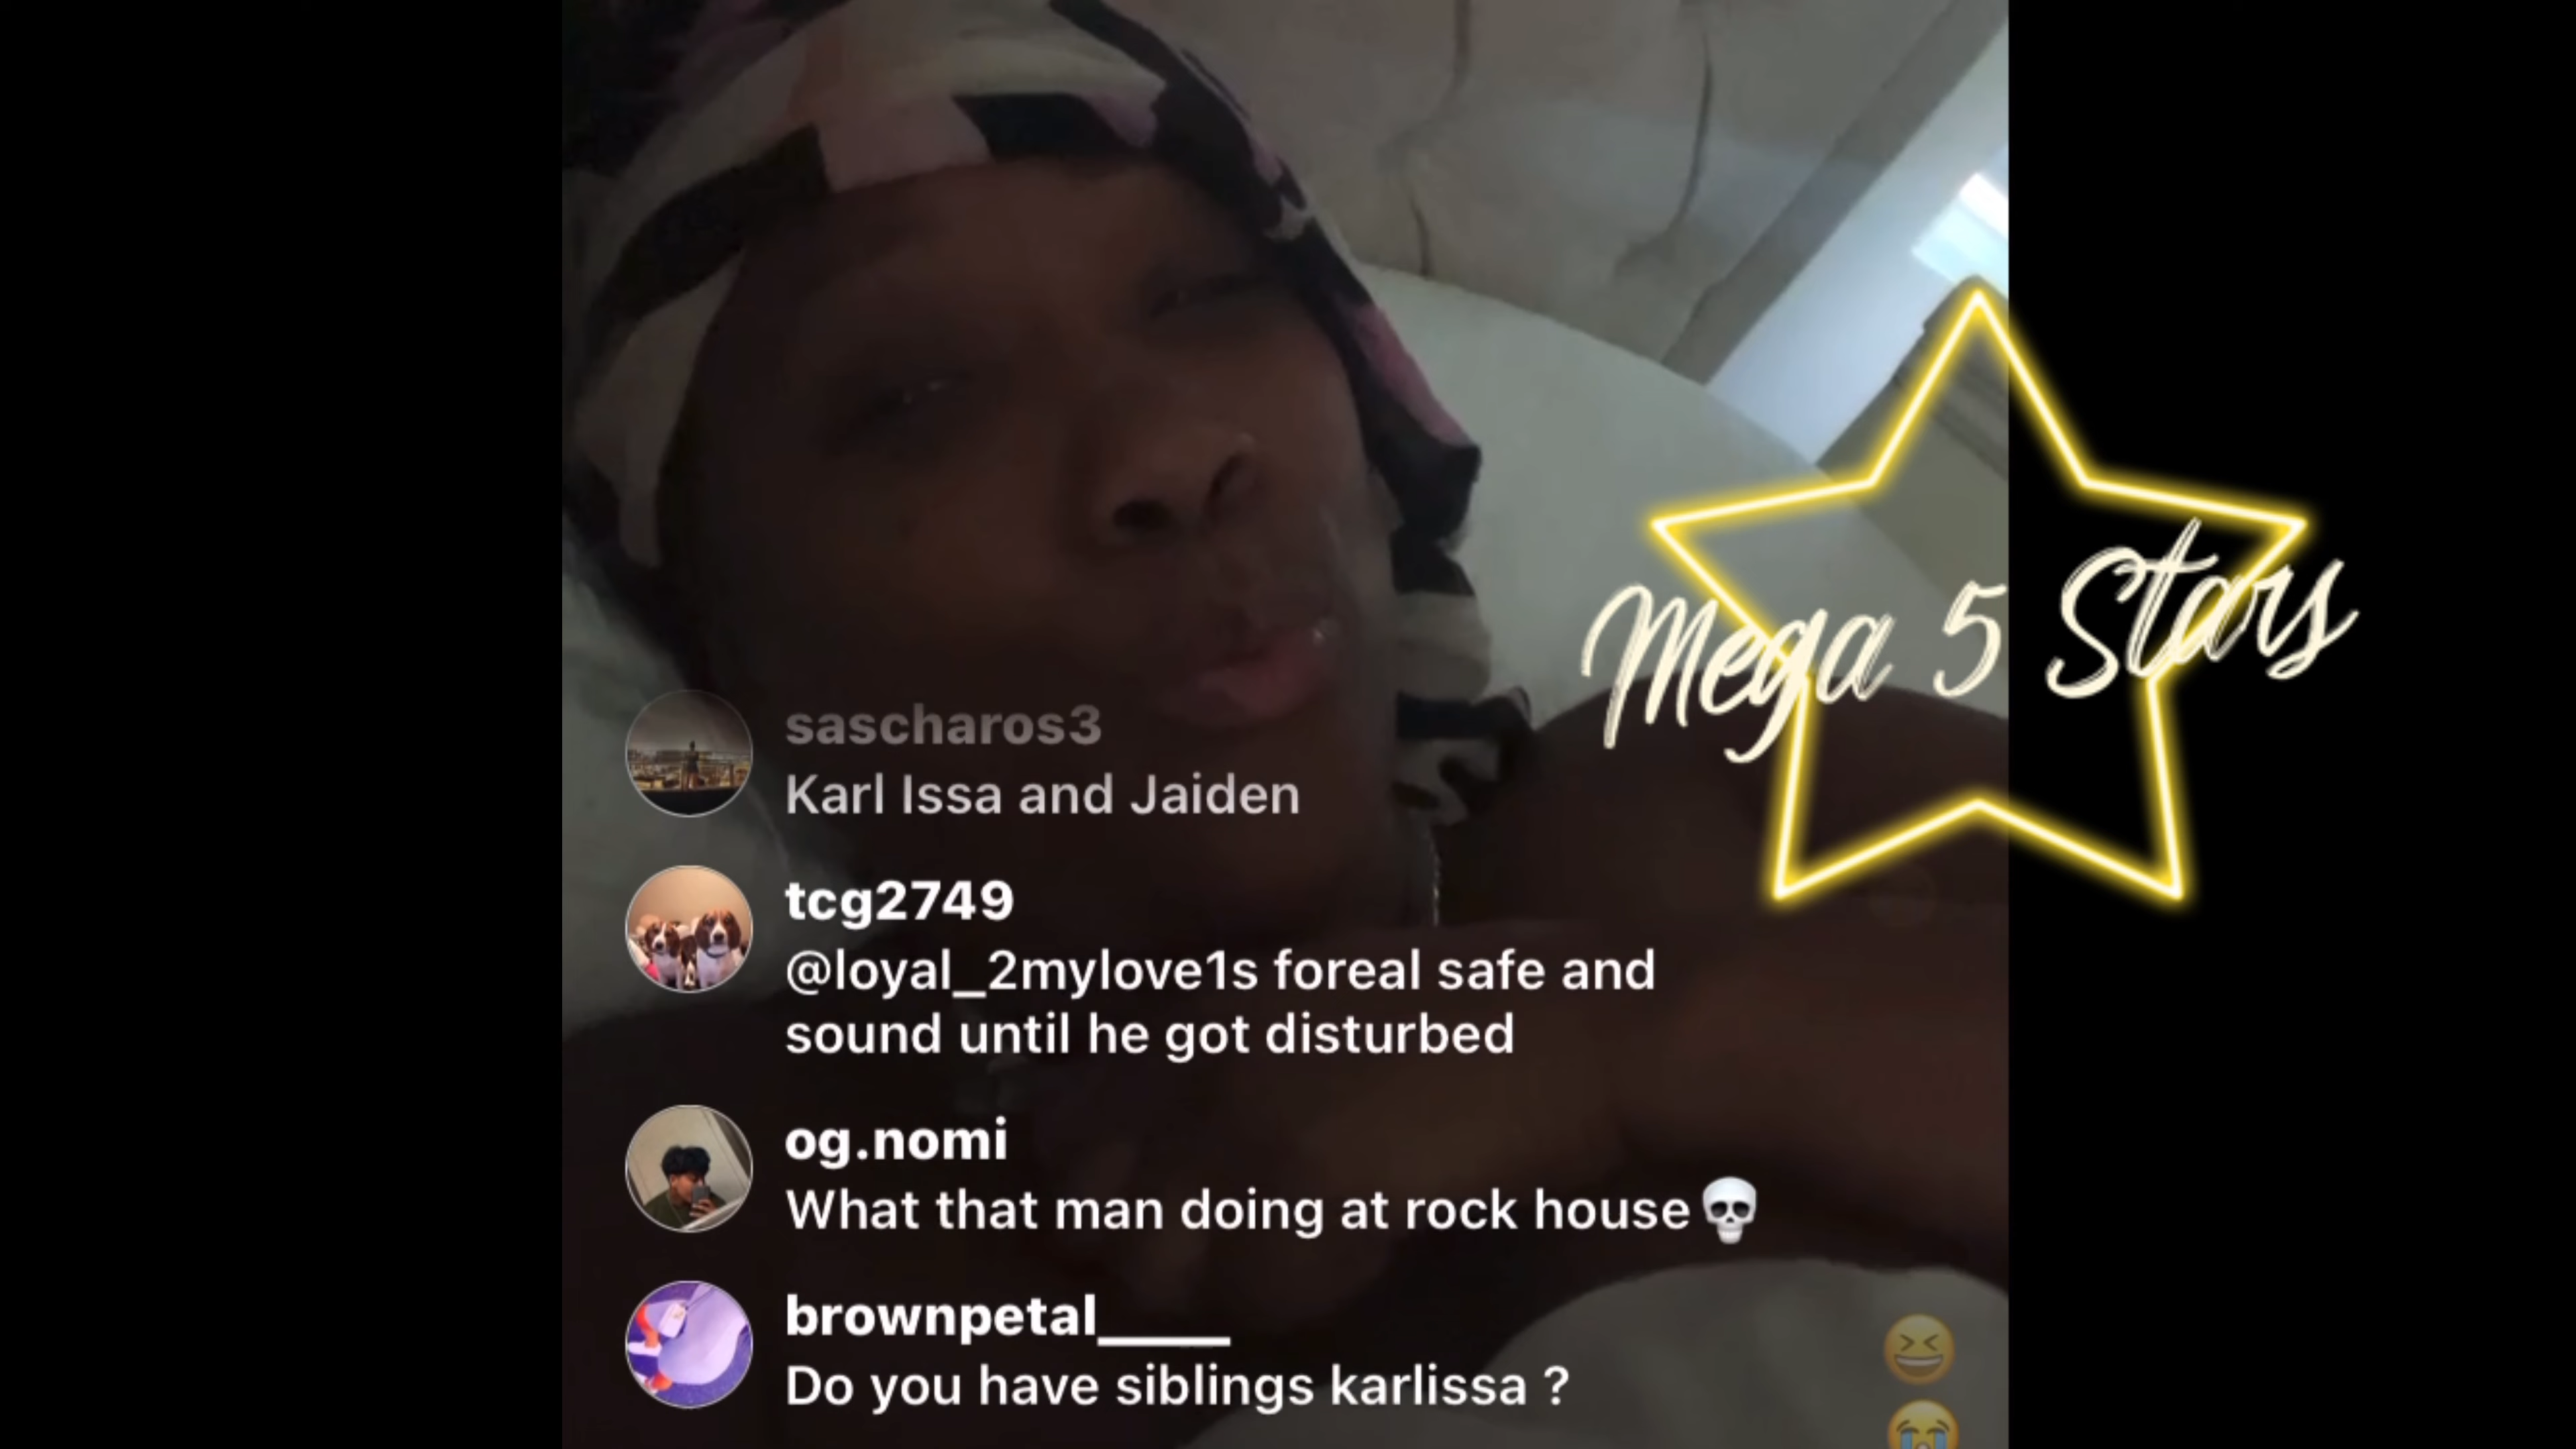 Mega 5 Stars
sascharos3
Karl Issa and Jaiden
tcg2749
@loyal_2mylove1s foreal safe and
sound until he got disturbed
og.nomi
What that man doing at rock house💀
brownpetal_____
Do you have siblings karlissa ?